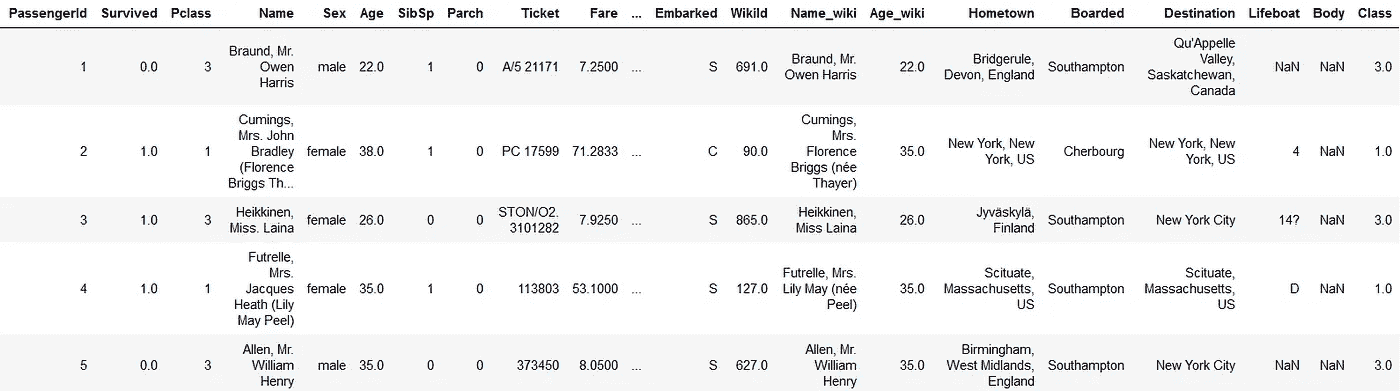 PassengerId Survived Pclass Name Sex Age SibSp Parch Ticket Fare ... Embarked WikiId Name_wiki Age_wiki Hometown Boarded Destination Lifeboat Body Class
1 0.0 3 Braund, Mr. Owen Harris male 22.0 1 0 A/5 21171 7.2500 ... S 691.0 Braund, Mr. Owen Harris 22.0 Bridgerule, Devon, England Southampton Qu'Appelle Valley, Saskatchewan, Canada NaN NaN 3.0
2 1.0 1 Cumings, Mrs. John Bradley (Florence Briggs Th... female 38.0 1 0 PC 17599 71.2833 ... C 90.0 Cumings, Mrs. Florence Briggs (née Thayer) 35.0 New York, New York, US Cherbourg New York, New York, US 4 NaN 1.0
3 1.0 3 Heikkinen, Miss. Laina female 26.0 0 0 STON/O2. 3101282 7.9250 ... S 865.0 Heikkinen, Miss Laina 26.0 Jyväskylä, Finland Southampton New York City 14? NaN 3.0
4 1.0 1 Futrelle, Mrs. Jacques Heath (Lily May Peel) female 35.0 1 0 113803 53.1000 ... S 127.0 Futrelle, Mrs. Lily May (née Peel) 35.0 Scituate, Massachusetts, US Southampton Scituate, Massachusetts, US D NaN 1.0
5 0.0 3 Allen, Mr. William Henry male 35.0 0 0 373450 8.0500 ... S 627.0 Allen, Mr. William Henry 35.0 Birmingham, West Midlands, England Southampton New York City NaN NaN 3.0